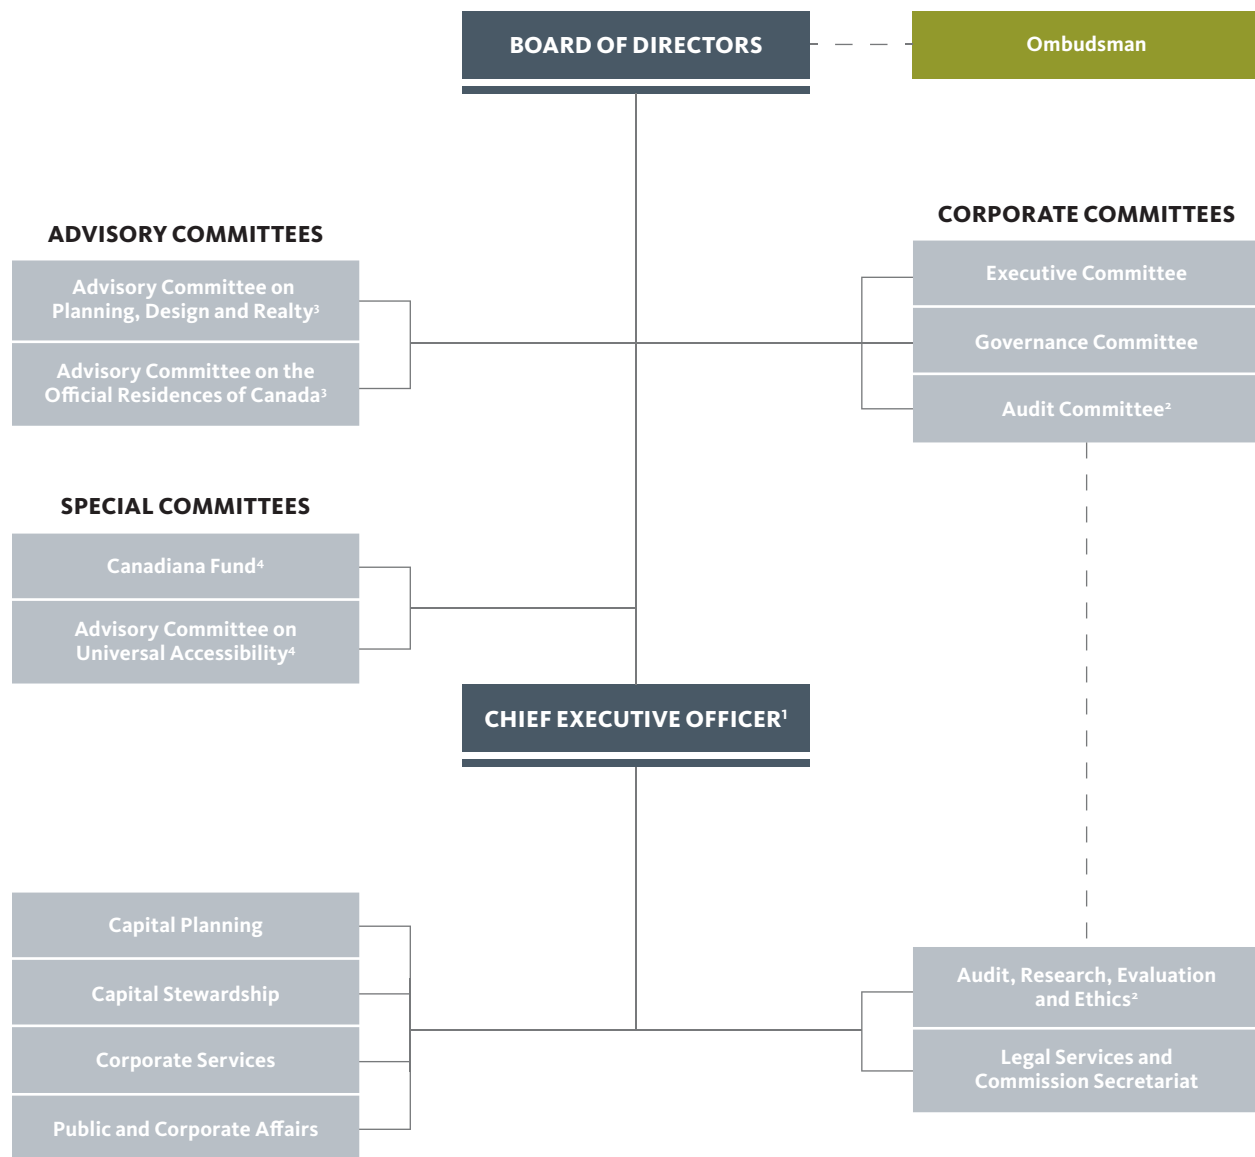 BOARD OF DIRECTORS
Ombudsman
ADVISORY COMMITTEES
Advisory Committee on
Planning, Design and Realty³
Advisory Committee on the
Official Residences of Canada³
CORPORATE COMMITTEES
Executive Committee
Governance Committee
Audit Committee²
SPECIAL COMMITTEES
Canadiana Fund⁴
Advisory Committee on
Universal Accessibility⁴
CHIEF EXECUTIVE OFFICER¹
Capital Planning
Capital Stewardship
Corporate Services
Public and Corporate Affairs
Audit, Research, Evaluation
and Ethics²
Legal Services and
Commission Secretariat